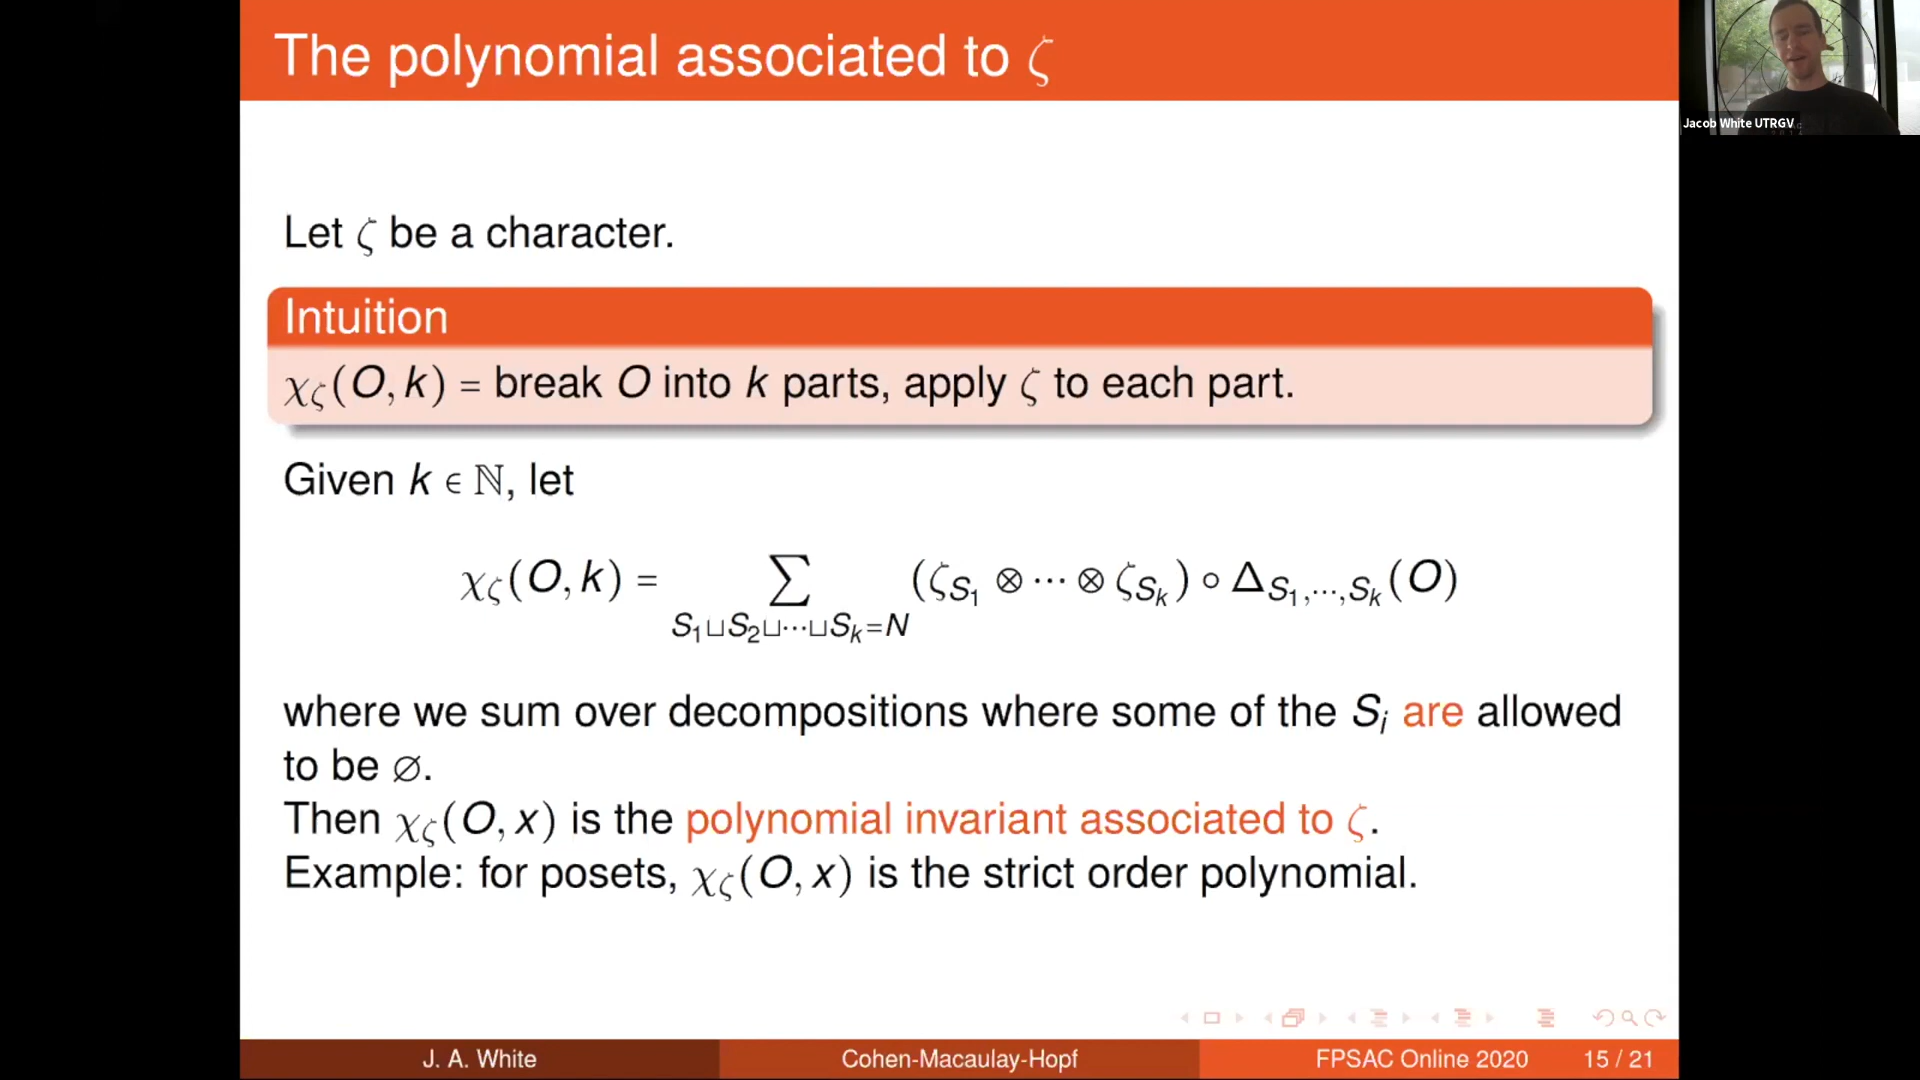 The polynomial associated to ζ
Jacob White UTRGV
Let ζ be a character.
Intuition
χ_ζ(O, k) = break O into k parts, apply ζ to each part.
Given k ∈ ℕ, let
χ_ζ(O, k) = ∑_{S_1⊔S_2⊔···⊔S_k=N} (ζ_{S_1} ⊗ ··· ⊗ ζ_{S_k}) ∘ Δ_{S_1,···,S_k}(O)
where we sum over decompositions where some of the S_i are allowed
to be ∅.
Then χ_ζ(O, x) is the polynomial invariant associated to ζ.
Example: for posets, χ_ζ(O, x) is the strict order polynomial.
J. A. White
Cohen-Macaulay-Hopf
FPSAC Online 2020
15 / 21